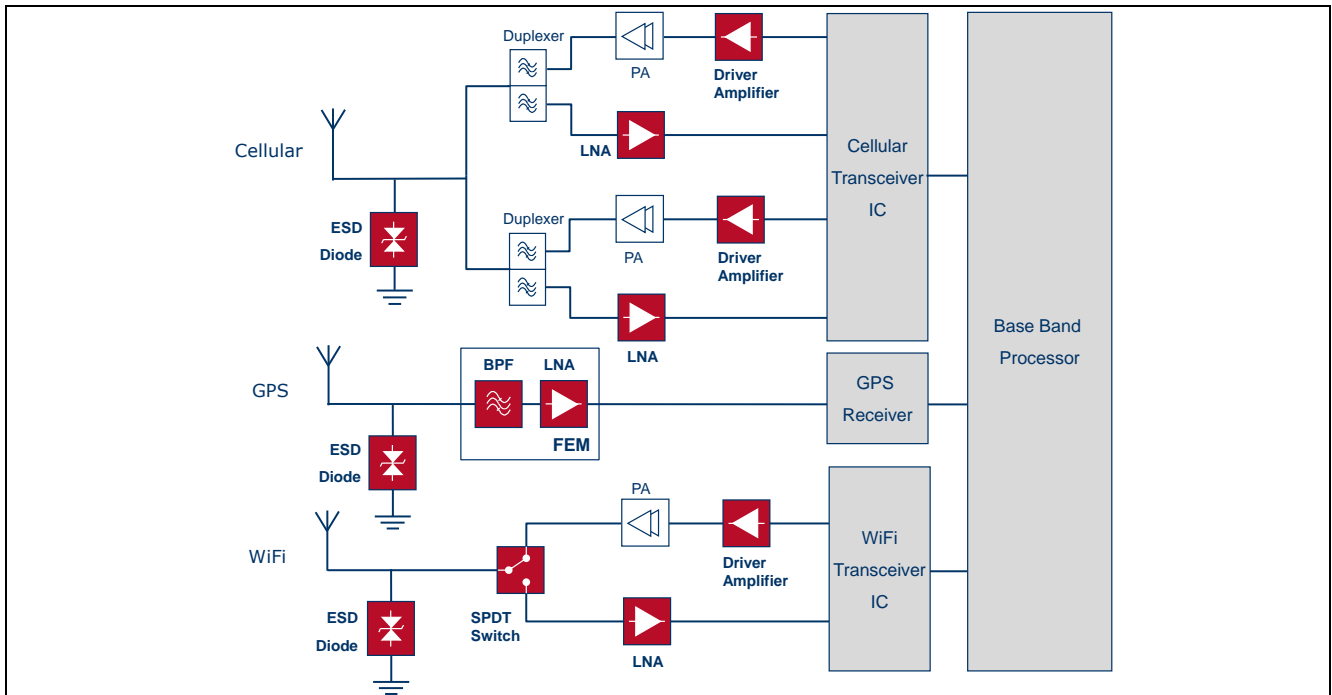 Duplexer
PA
Driver
Amplifier
LNA
Cellular
ESD
Diode
Duplexer
PA
Driver
Amplifier
LNA
Cellular
Transceiver
IC
Base Band
Processor
GPS
ESD
Diode
BPF
LNA
FEM
GPS
Receiver
WiFi
ESD
Diode
SPDT
Switch
PA
Driver
Amplifier
LNA
WiFi
Transceiver
IC